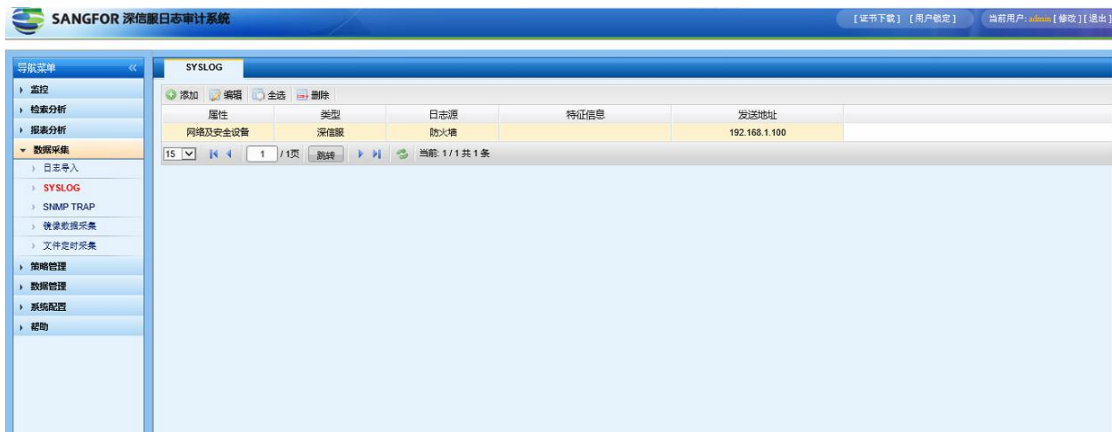 SANGFOR 深信服日志审计系统
[证书下载] [用户锁定] 当前用户: admin [修改] [退出]
导航菜单 «
监控
检索分析
报表分析
数据采集
日志导入
SYSLOG
SNMP TRAP
镜像数据采集
文件定时采集
策略管理
数据管理
系统配置
帮助
SYSLOG
添加 编辑 全选 删除
属性 类型 日志源 特征信息 发送地址
网络及安全设备 深信服 防火墙 192.168.1.100
15 1 / 1页 跳转 当前: 1 / 1 共 1 条